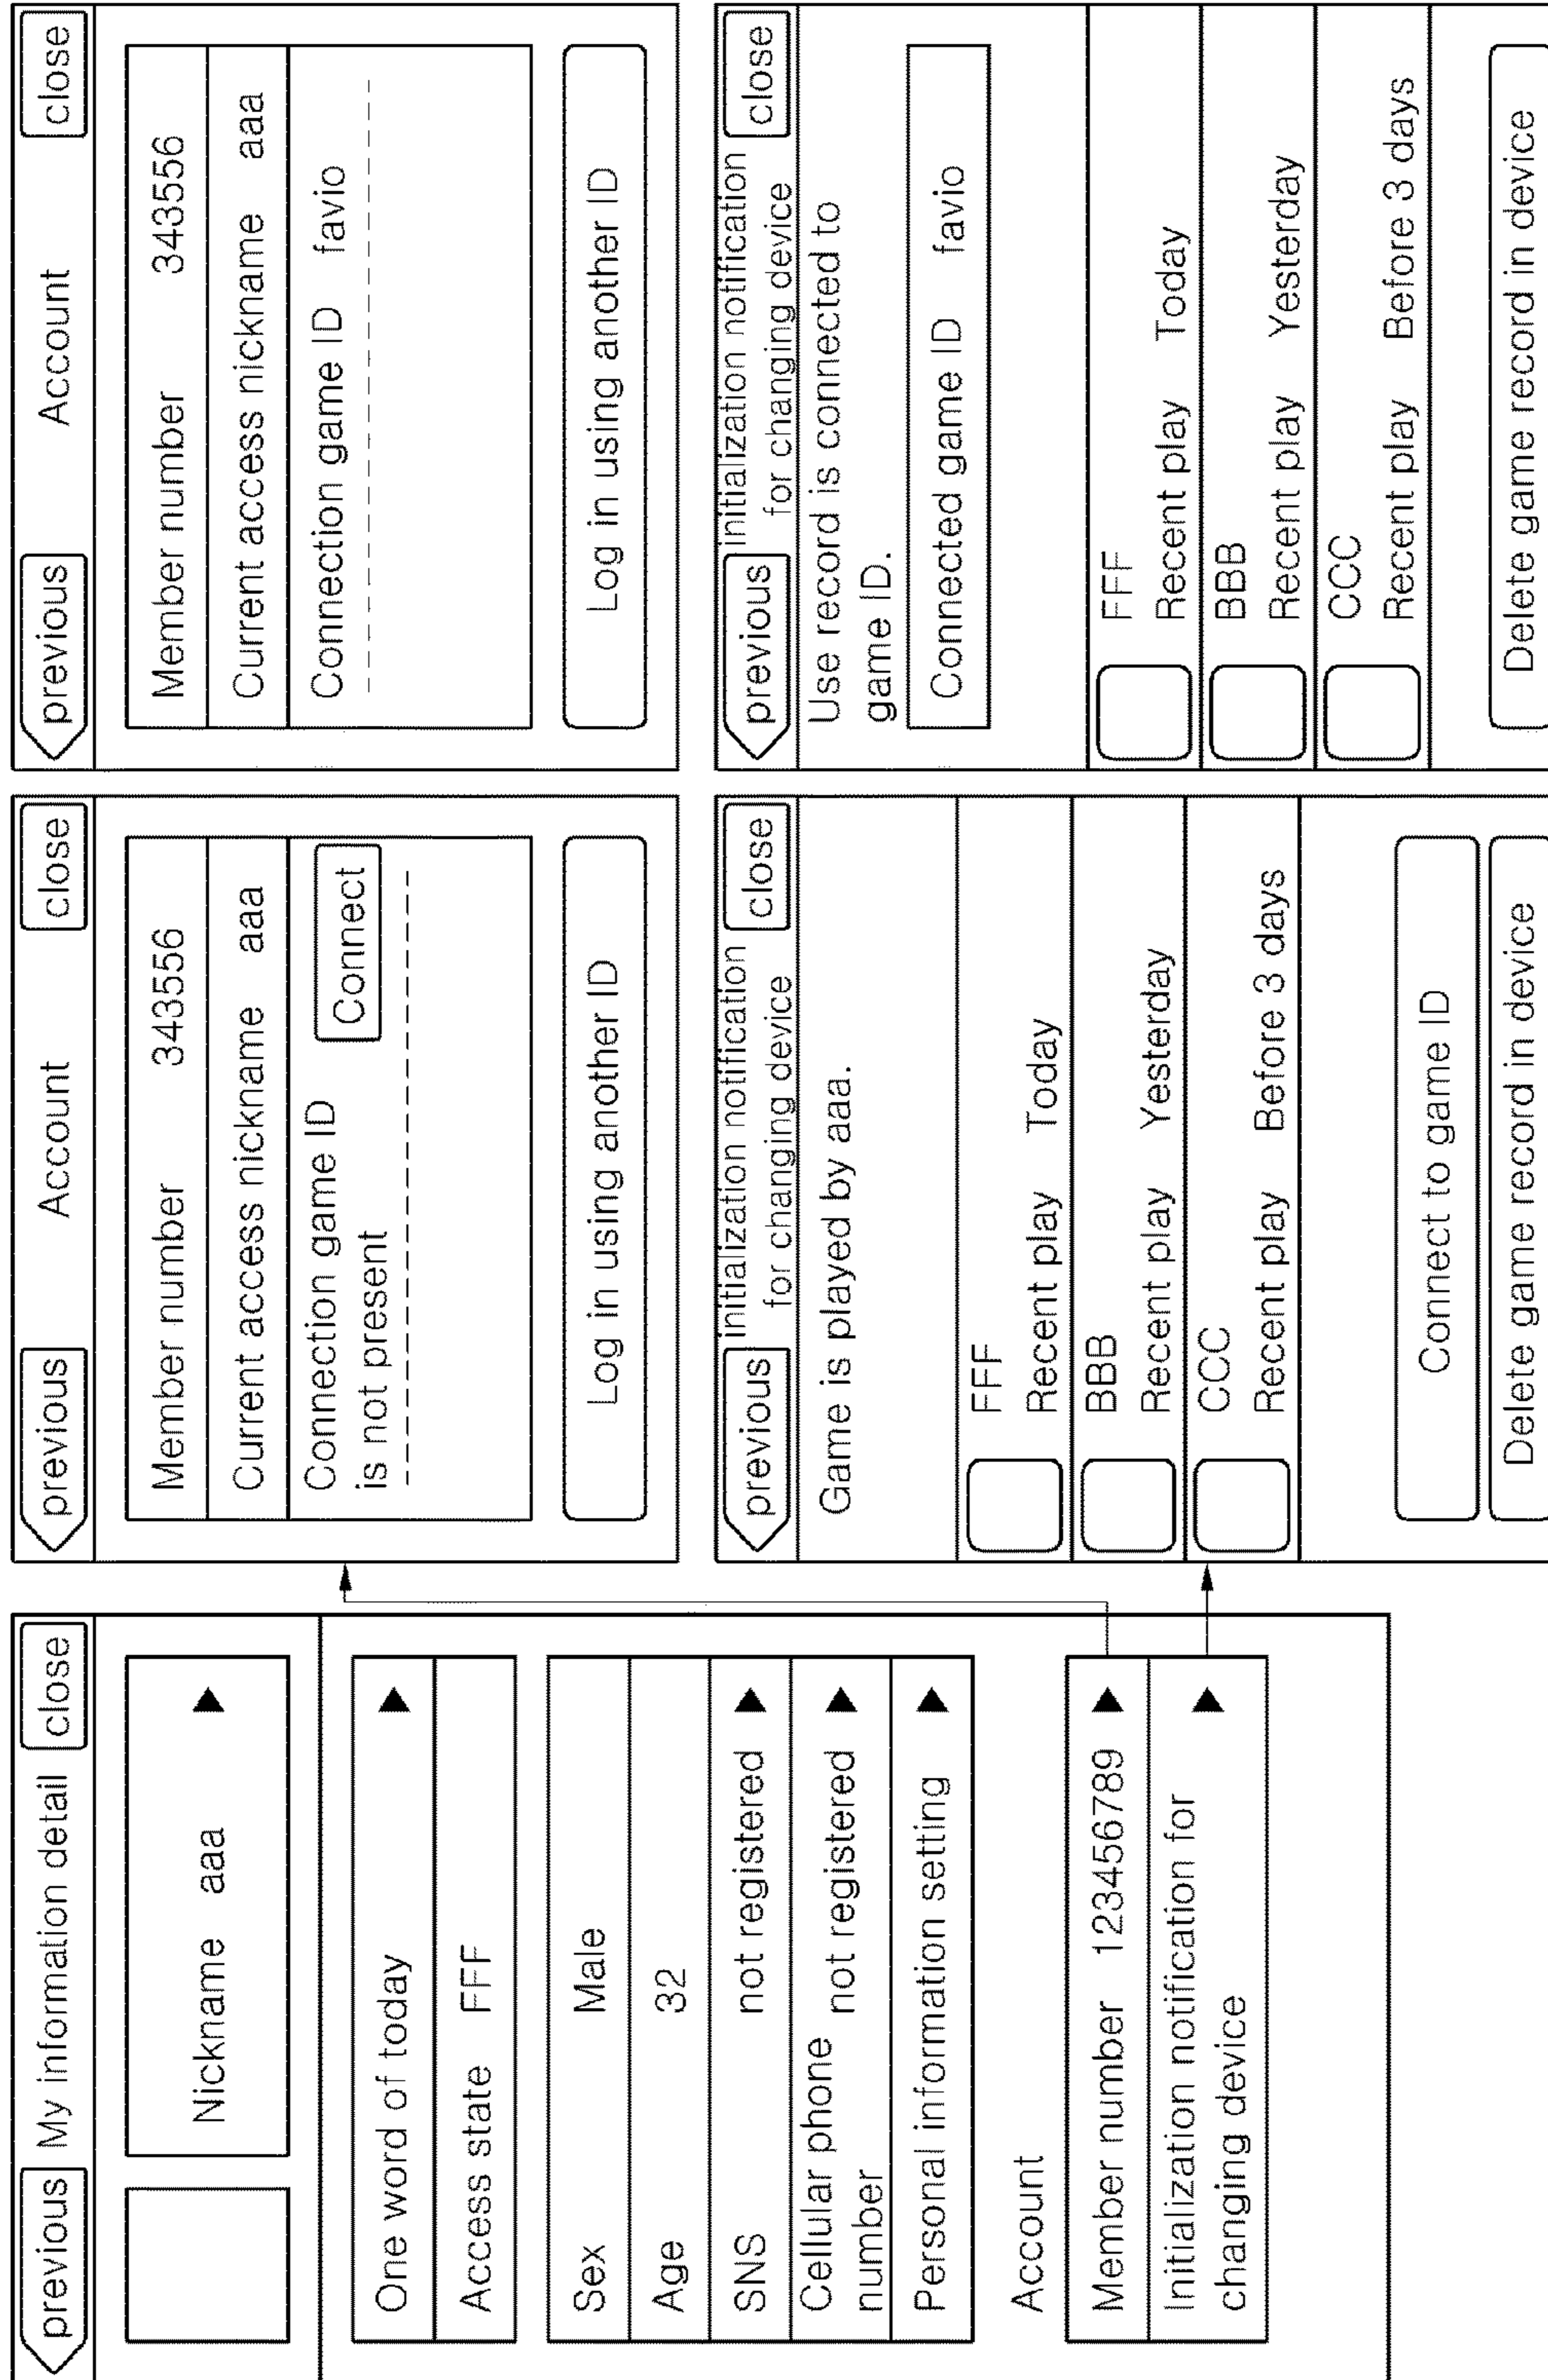 previous
My information detail
close
Nickname aaa
One word of today
Access state FFF
Sex Male
Age 32
SNS not registered
Cellular phone
number
not registered
Personal information setting
Account
Member number 123456789
Initialization notification for
changing device
previous
Account
close
Member number 343556
Current access nickname aaa
Connection game ID
is not present
Connect
Log in using another ID
previous
Account
close
Member number 343556
Current access nickname aaa
Connection game ID favio
Log in using another ID
previous
initialization notification
for changing device
close
Game is played by aaa.
FFF
Recent play Today
BBB
Recent play Yesterday
CCC
Recent play Before 3 days
Connect to game ID
Delete game record in device
previous
initialization notification
for changing device
close
Use record is connected to
game ID.
Connected game ID favio
FFF
Recent play Today
BBB
Recent play Yesterday
CCC
Recent play Before 3 days
Delete game record in device